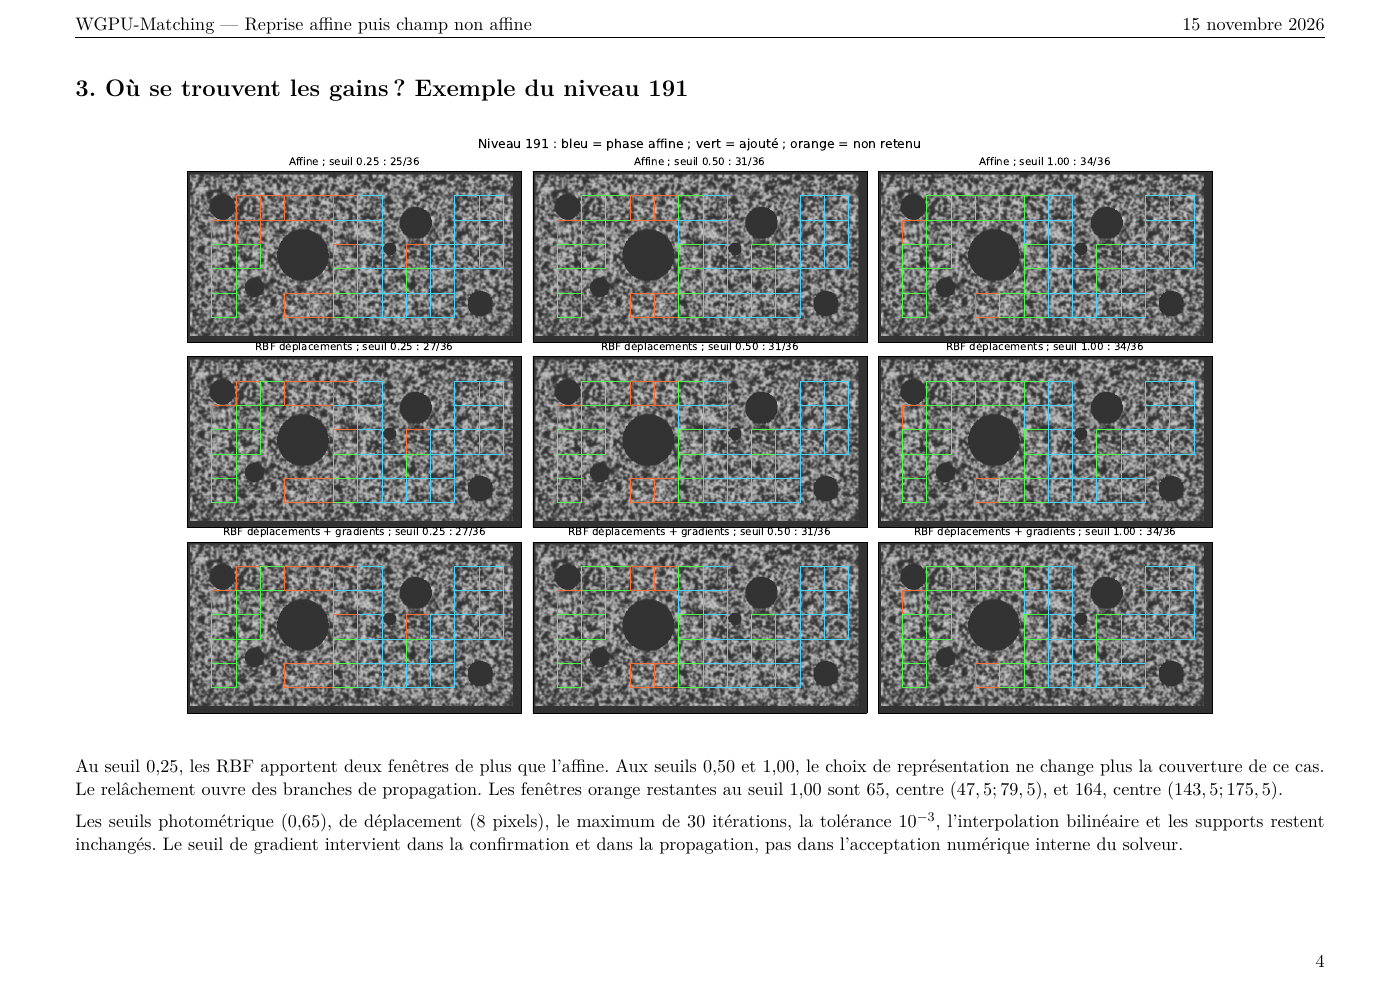 WGPU-Matching — Reprise affine puis champ non affine
15 novembre 2026
3. Où se trouvent les gains ? Exemple du niveau 191
Niveau 191 : bleu = phase affine ; vert = ajouté ; orange = non retenu
Affine ; seuil 0.25 : 25/36
Affine ; seuil 0.50 : 31/36
Affine ; seuil 1.00 : 34/36
RBF déplacements ; seuil 0.25 : 27/36
RBF déplacements ; seuil 0.50 : 31/36
RBF déplacements ; seuil 1.00 : 34/36
RBF déplacements + gradients ; seuil 0.25 : 27/36
RBF déplacements + gradients ; seuil 0.50 : 31/36
RBF déplacements + gradients ; seuil 1.00 : 34/36
Au seuil 0,25, les RBF apportent deux fenêtres de plus que l'affine. Aux seuils 0,50 et 1,00, le choix de représentation ne change plus la couverture de ce cas.
Le relâchement ouvre des branches de propagation. Les fenêtres orange restantes au seuil 1,00 sont 65, centre (47, 5; 79, 5), et 164, centre (143, 5; 175, 5).
Les seuils photométrique (0,65), de déplacement (8 pixels), le maximum de 30 itérations, la tolérance 10⁻³, l'interpolation bilinéaire et les supports restent
inchangés. Le seuil de gradient intervient dans la confirmation et dans la propagation, pas dans l'acceptation numérique interne du solveur.
4